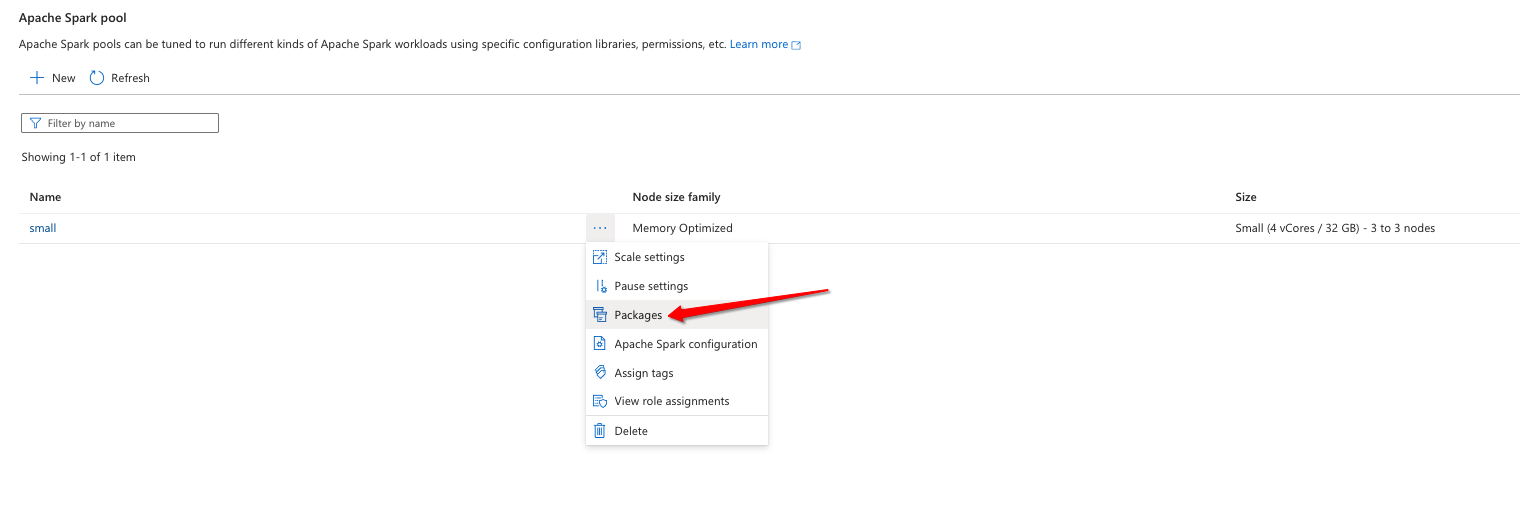 Apache Spark pool
Apache Spark pools can be tuned to run different kinds of Apache Spark workloads using specific configuration libraries, permissions, etc. Learn more
New Refresh
Filter by name
Showing 1-1 of 1 item
Name Node size family Size
small ... Memory Optimized Small (4 vCores / 32 GB) - 3 to 3 nodes
Scale settings
Pause settings
Packages
Apache Spark configuration
Assign tags
View role assignments
Delete